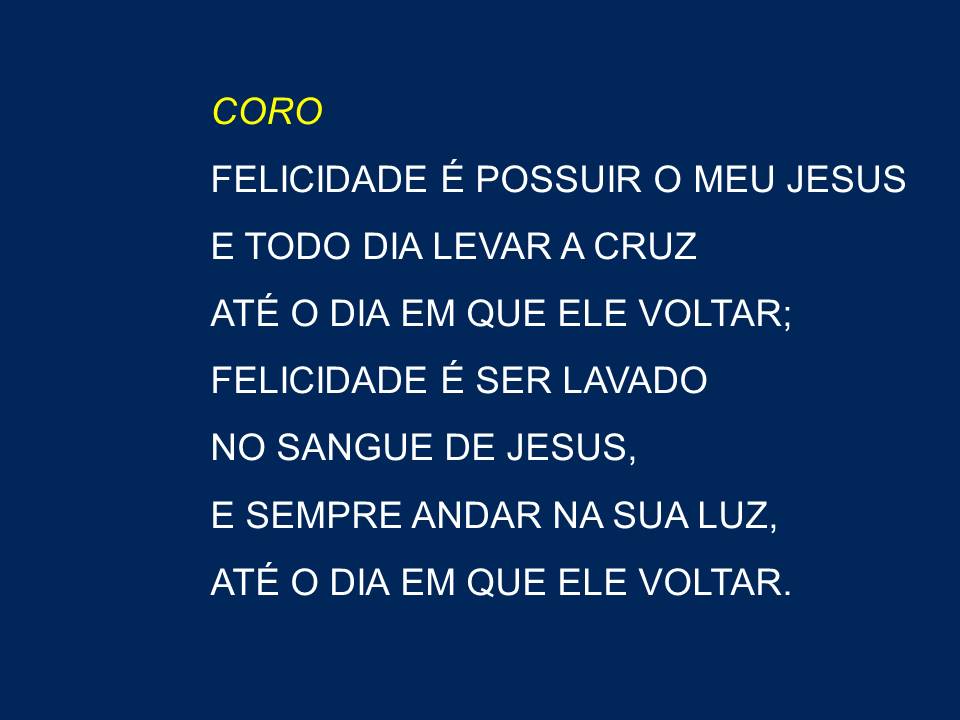 CORO
FELICIDADE É POSSUIR O MEU JESUS
E TODO DIA LEVAR A CRUZ
ATÉ O DIA EM QUE ELE VOLTAR;
FELICIDADE É SER LAVADO
NO SANGUE DE JESUS,
E SEMPRE ANDAR NA SUA LUZ,
ATÉ O DIA EM QUE ELE VOLTAR.